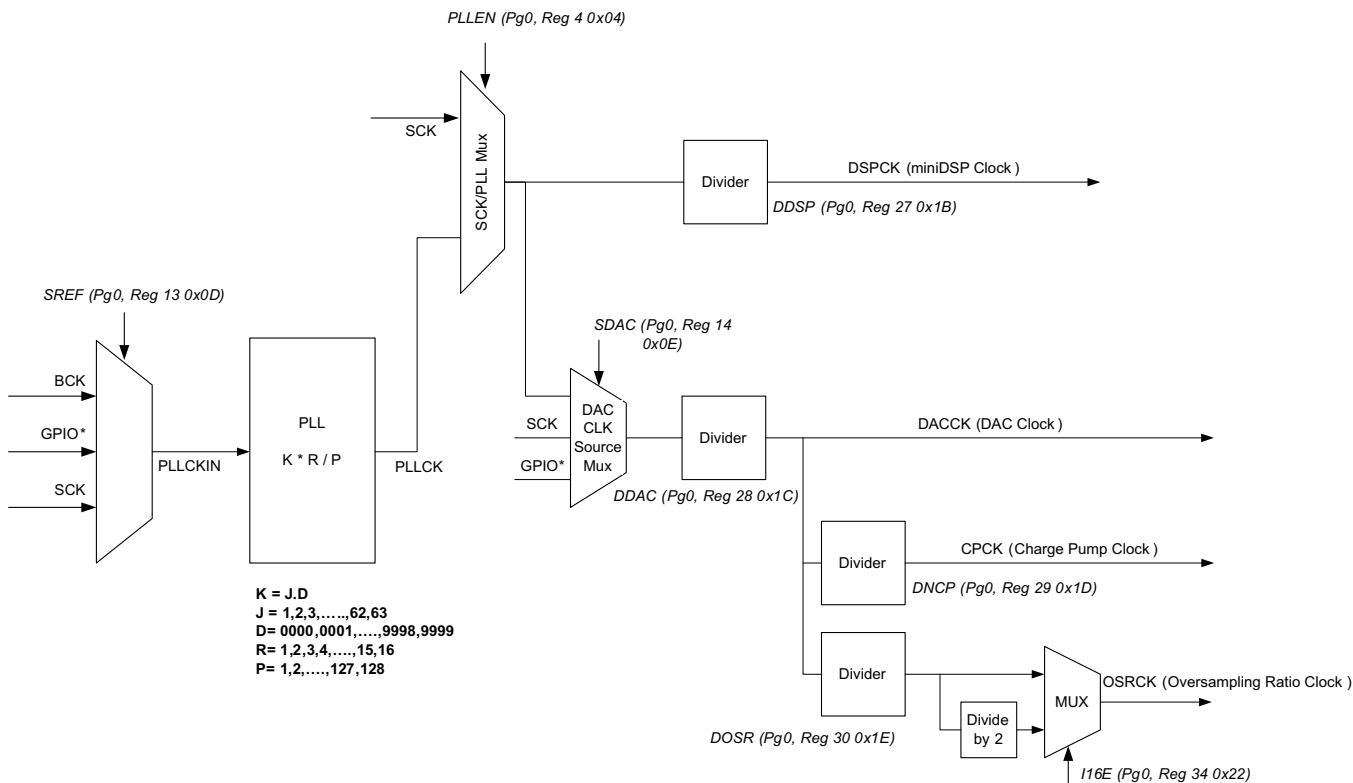 PLLEN (Pg0, Reg 4 0x04)
SCK
SCK/PLL Mux
Divider
DSPCK (miniDSP Clock )
DDSP (Pg0, Reg 27 0x1B)
SREF (Pg0, Reg 13 0x0D)
BCK
GPIO*
SCK
PLLCKIN
PLL
K * R / P
PLLCK
SDAC (Pg0, Reg 14
0x0E)
SCK
GPIO*
DAC
CLK
Source
Mux
Divider
DACCK (DAC Clock )
DDAC (Pg0, Reg 28 0x1C)
Divider
CPCK (Charge Pump Clock )
DNCP (Pg0, Reg 29 0x1D)
K = J.D
J = 1,2,3,…..,62,63
D= 0000,0001,….,9998,9999
R= 1,2,3,4,….,15,16
P= 1,2,….,127,128
Divider
Divide
by 2
MUX
OSRCK (Oversampling Ratio Clock )
DOSR (Pg0, Reg 30 0x1E)
I16E (Pg0, Reg 34 0x22)